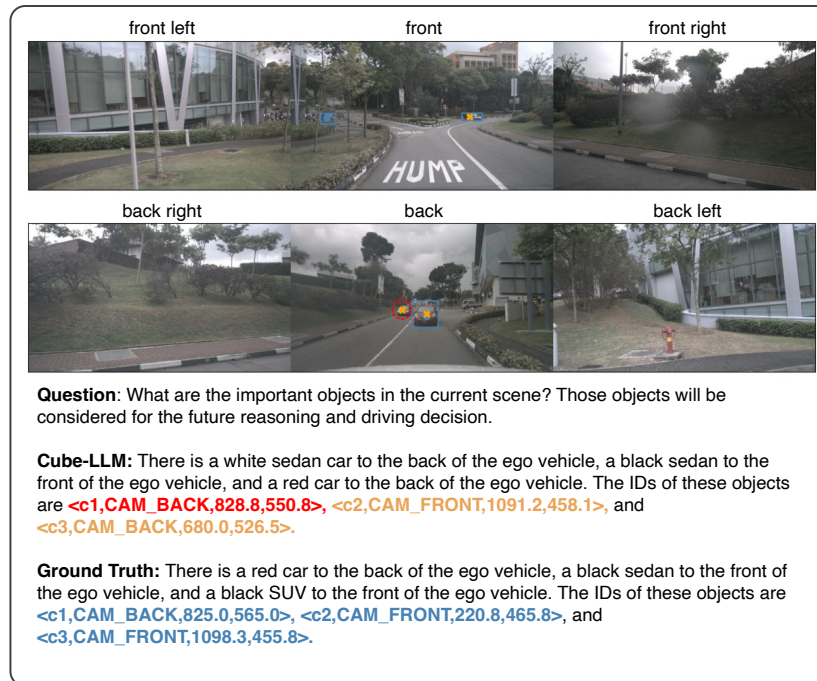 front left front front right
HUMP
back right back back left
Question: What are the important objects in the current scene? Those objects will be
considered for the future reasoning and driving decision.
Cube-LLM: There is a white sedan car to the back of the ego vehicle, a black sedan to the
front of the ego vehicle, and a red car to the back of the ego vehicle. The IDs of these objects
are <c1,CAM_BACK,828.8,550.8>, <c2,CAM_FRONT,1091.2,458.1>, and
<c3,CAM_BACK,680.0,526.5>.
Ground Truth: There is a red car to the back of the ego vehicle, a black sedan to the front of
the ego vehicle, and a black SUV to the front of the ego vehicle. The IDs of these objects are
<c1,CAM_BACK,825.0,565.0>, <c2,CAM_FRONT,220.8,465.8>, and
<c3,CAM_FRONT,1098.3,455.8>.